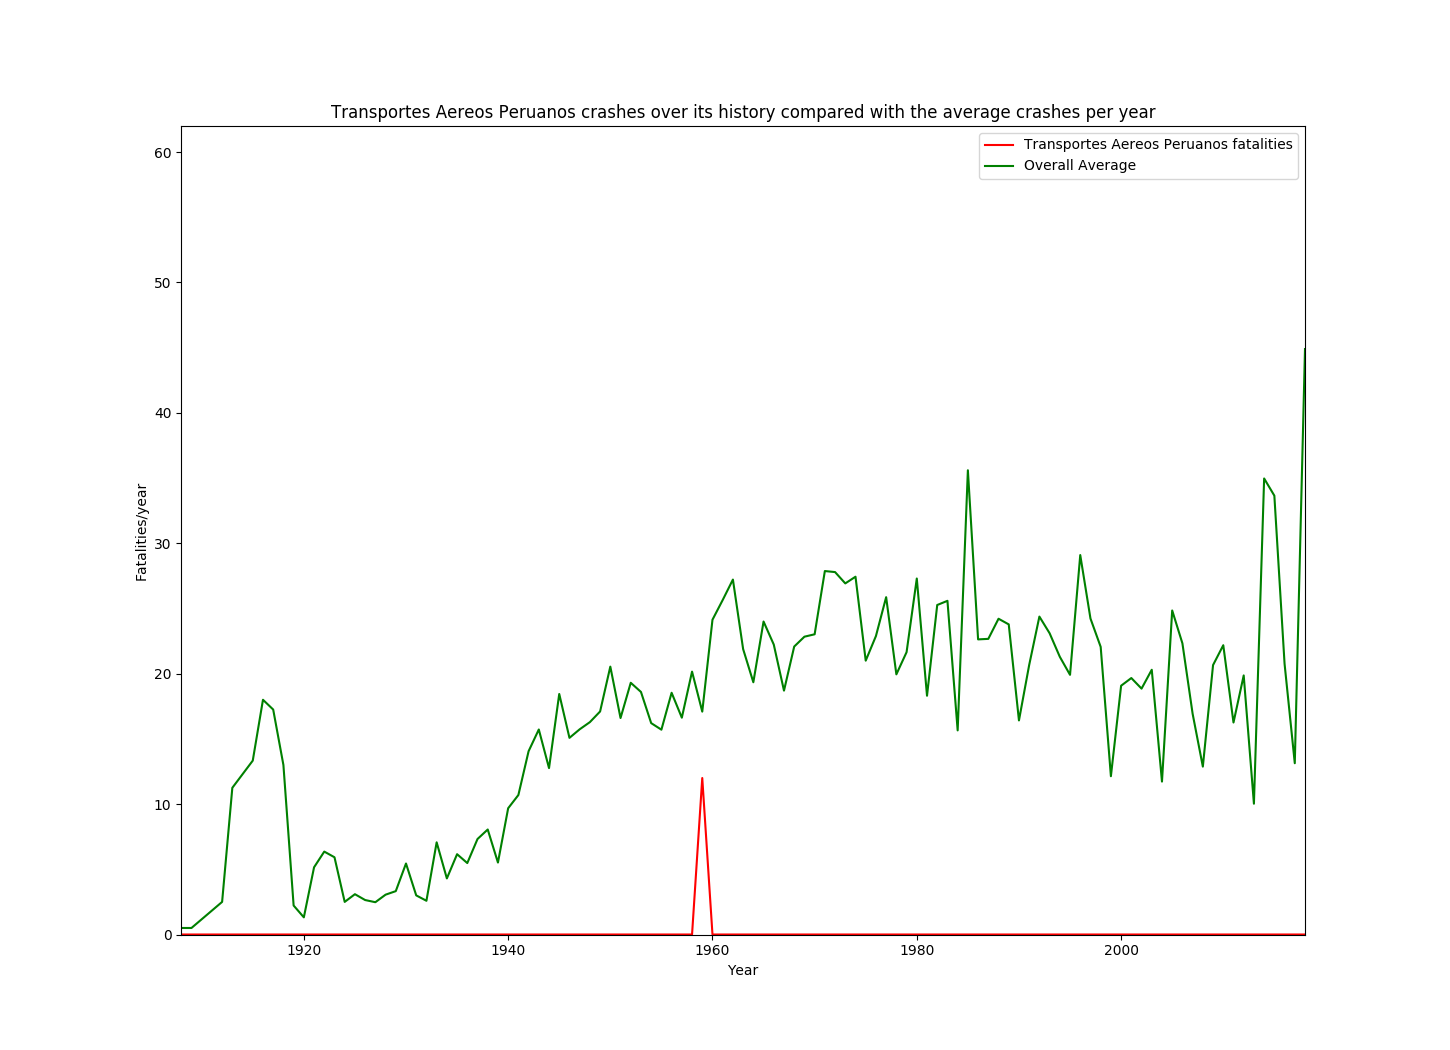 Transportes Aereos Peruanos crashes over its history compared with the average crashes per year
Transportes Aereos Peruanos fatalities
Overall Average
60
50
40
30
20
10
0
Fatalities/year
1920 1940 1960 1980 2000
Year